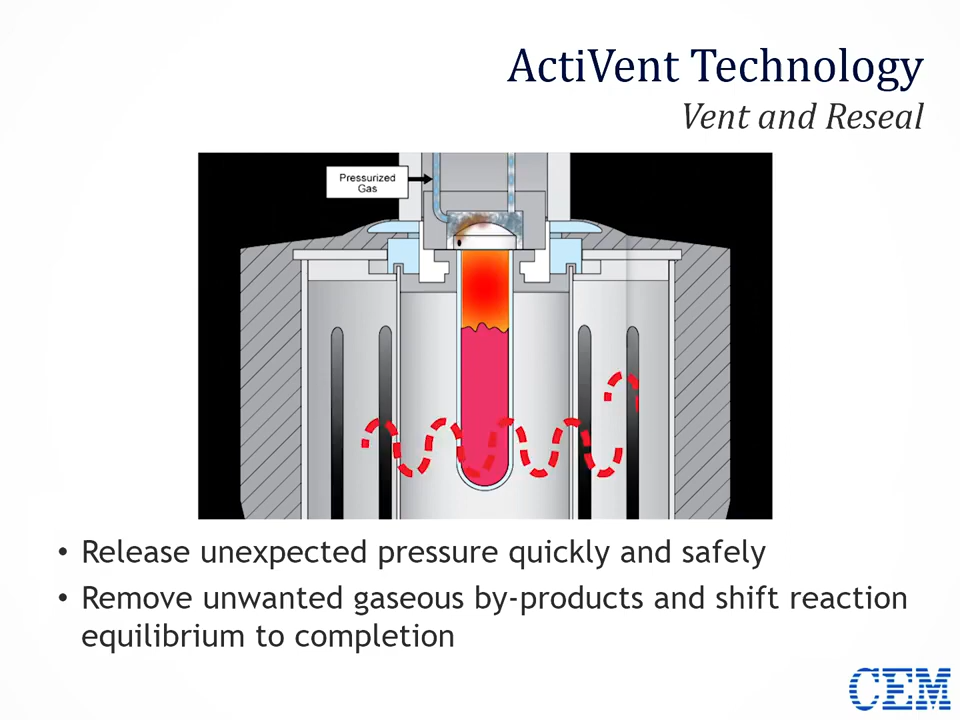 ActiVent Technology
Vent and Reseal
Pressurized
Gas
• Release unexpected pressure quickly and safely
• Remove unwanted gaseous by-products and shift reaction
equilibrium to completion
CEM